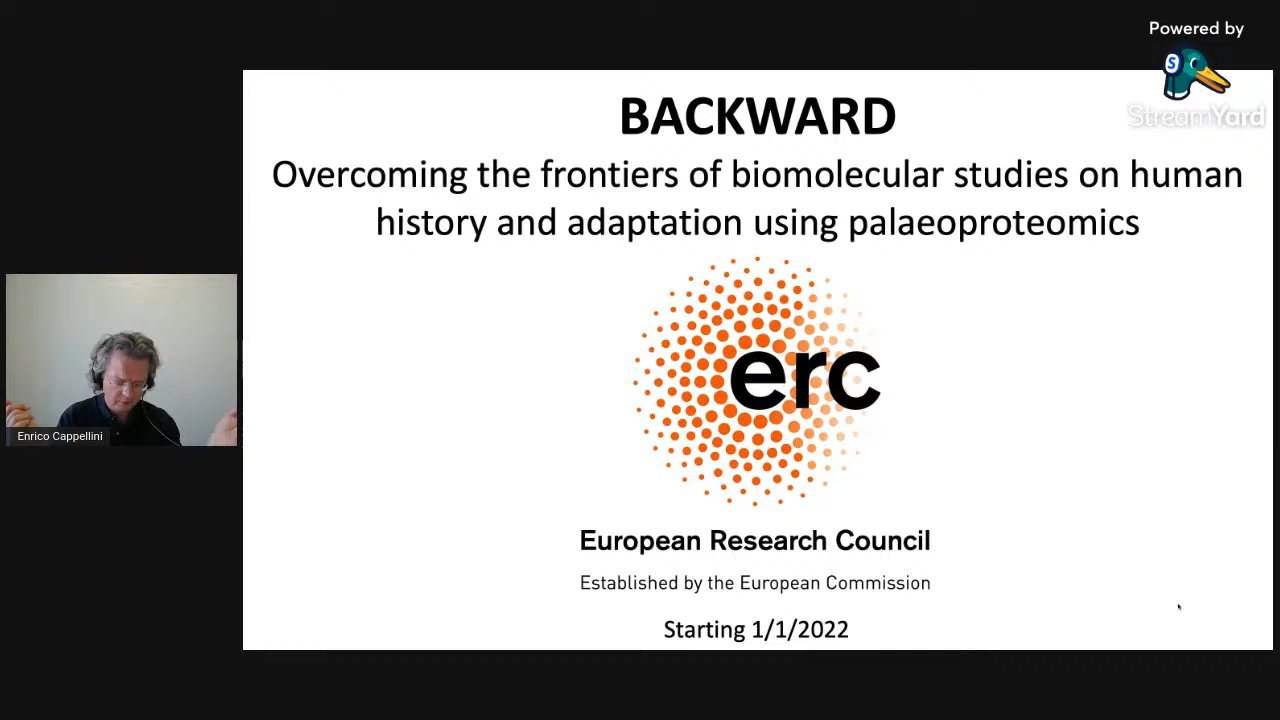 Powered by
S
StreamYard
BACKWARD
Overcoming the frontiers of biomolecular studies on human
history and adaptation using palaeoproteomics
erc
European Research Council
Established by the European Commission
Starting 1/1/2022
Enrico Cappellini